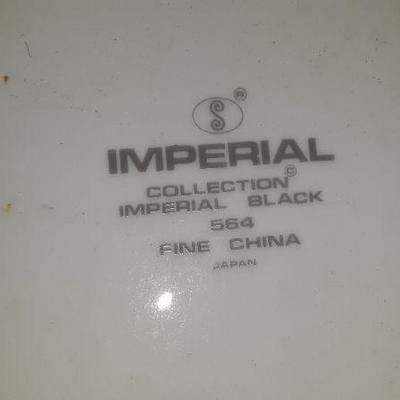 S ®
IMPERIAL
COLLECTION ©
IMPERIAL BLACK
564
FINE CHINA
JAPAN